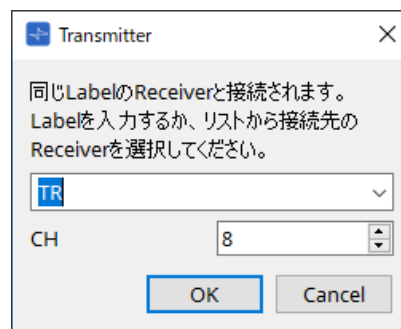 Transmitter
同じLabelのReceiverと接続されます。
Labelを入力するか、リストから接続先の
Receiverを選択してください。
TR
CH 8
OK Cancel